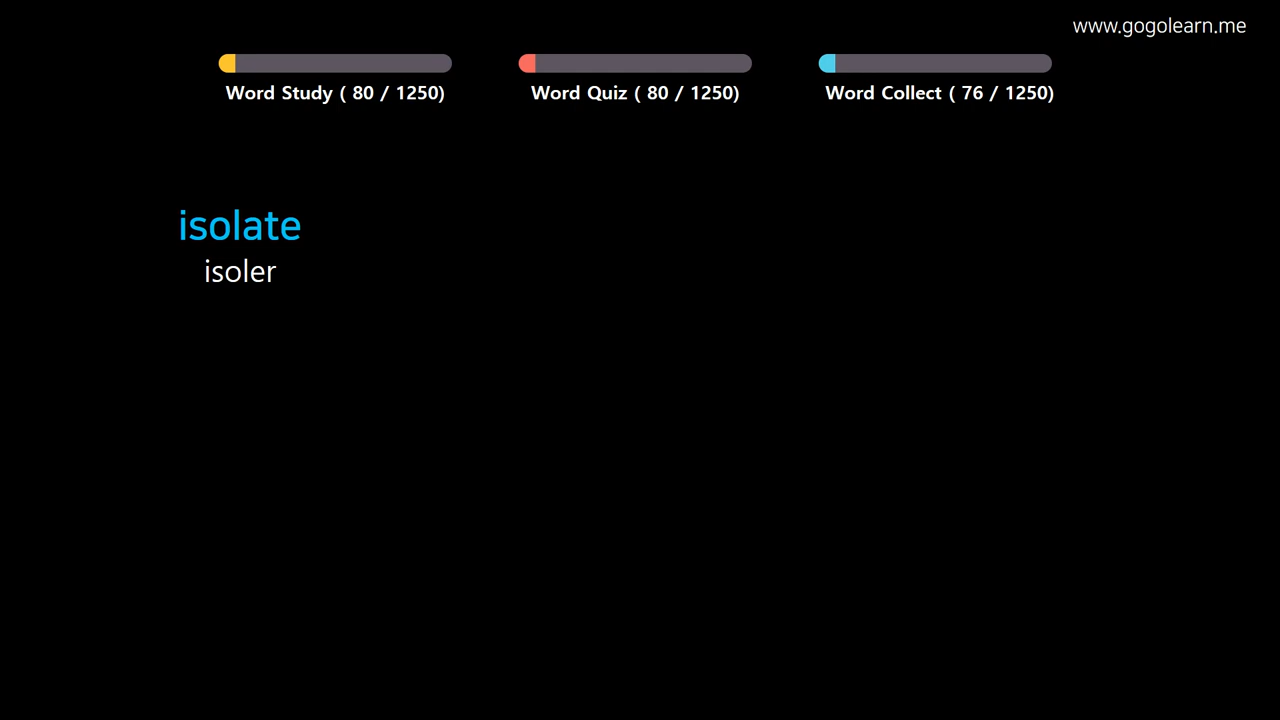 www.gogolearn.me
Word Study ( 80 / 1250)
Word Quiz ( 80 / 1250)
Word Collect ( 76 / 1250)
isolate
isoler